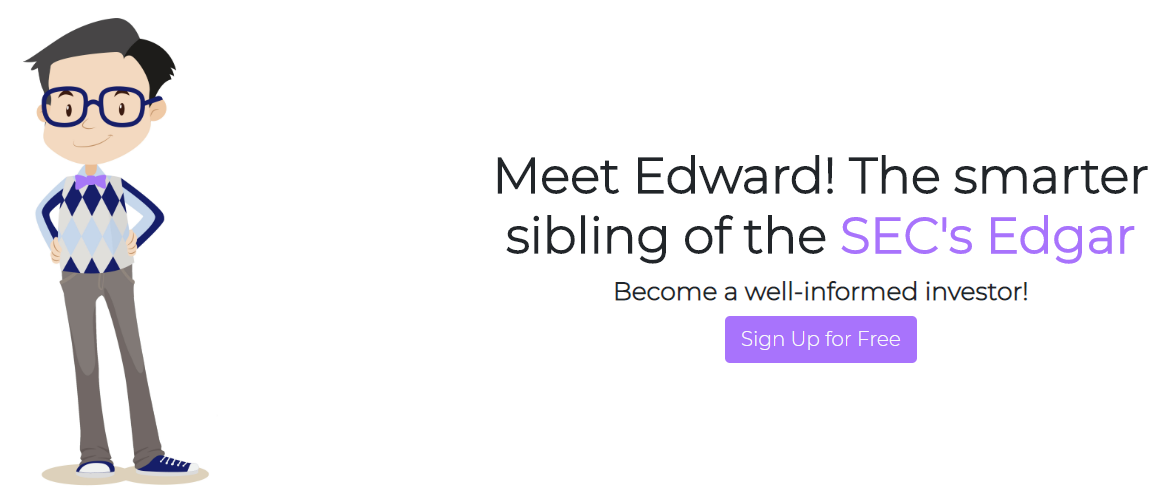 Meet Edward! The smarter
sibling of the SEC's Edgar
Become a well-informed investor!
Sign Up for Free